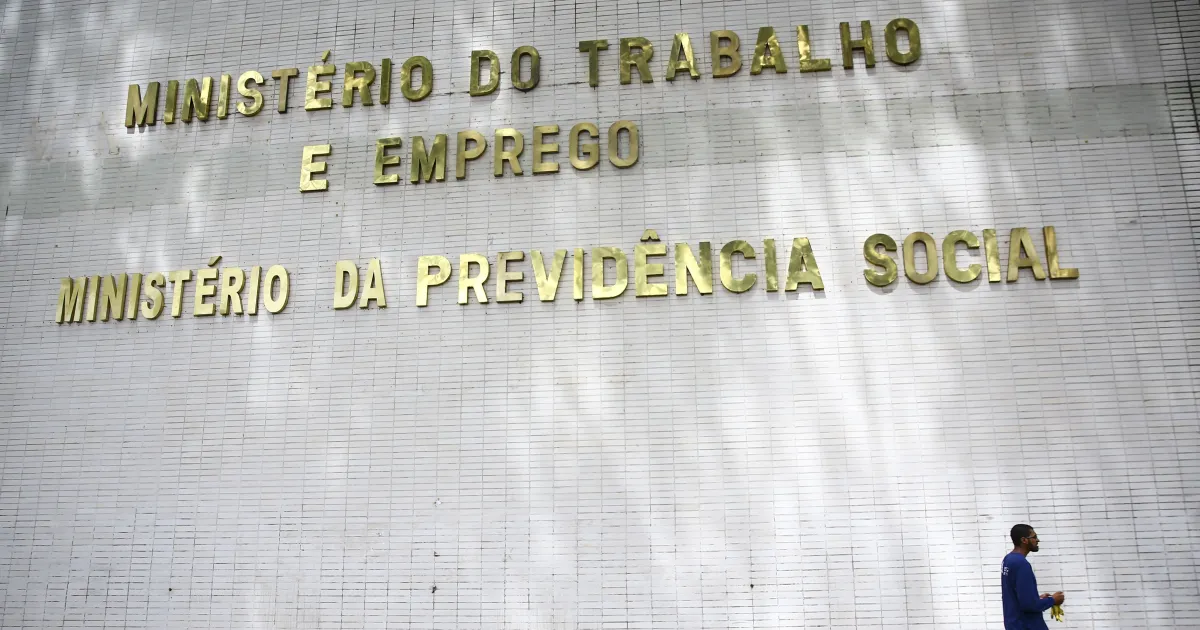 MINISTÉRIO DO TRABALHO
E EMPREGO
MINISTÉRIO DA PREVIDÊNCIA SOCIAL